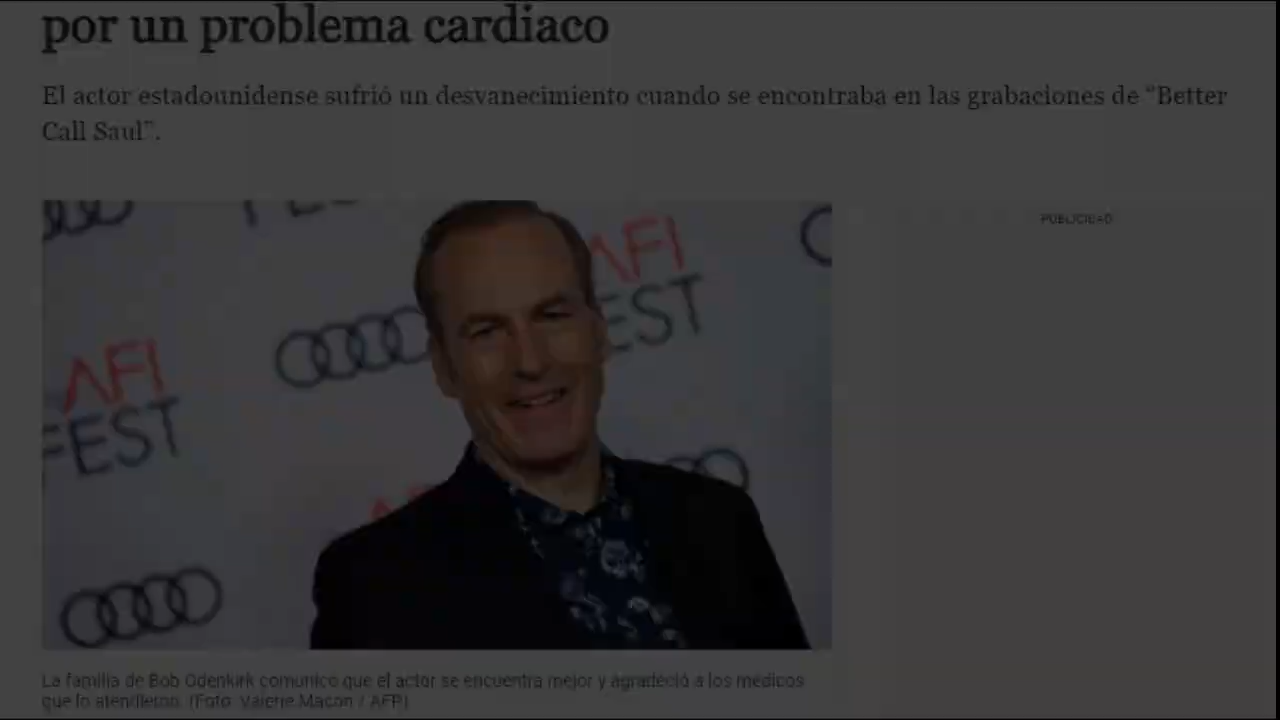 por un problema cardiaco
El actor estadounidense sufrió un desvanecimiento cuando se encontraba en las grabaciones de “Better
Call Saul”.
PUBLICIDAD
FEST
AFI
FEST
AFI
FEST
La familia de Bob Odenkirk comunicó que el actor se encuentra mejor y agradeció a los médicos
que lo atendieron. (Foto: Valerie Macon / AFP)